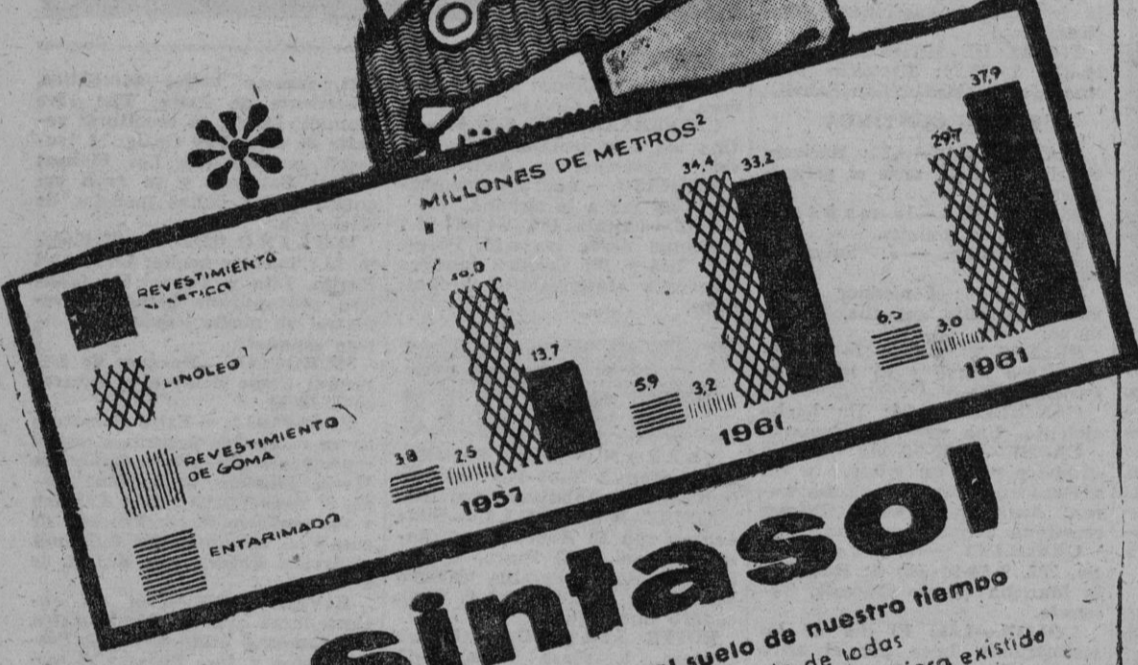 MILLONES DE METROS²
REVESTIMIENTO
LINÓLEO
REVESTIMIENTO
DE GOMA
ENTARIMADO
3.8 2.5 13,7
1957
5,9 3,2 34,4 33,2
3.0 29,7 37,9
1961
sintasol
suelo de nuestro tiempo
de todas
existido